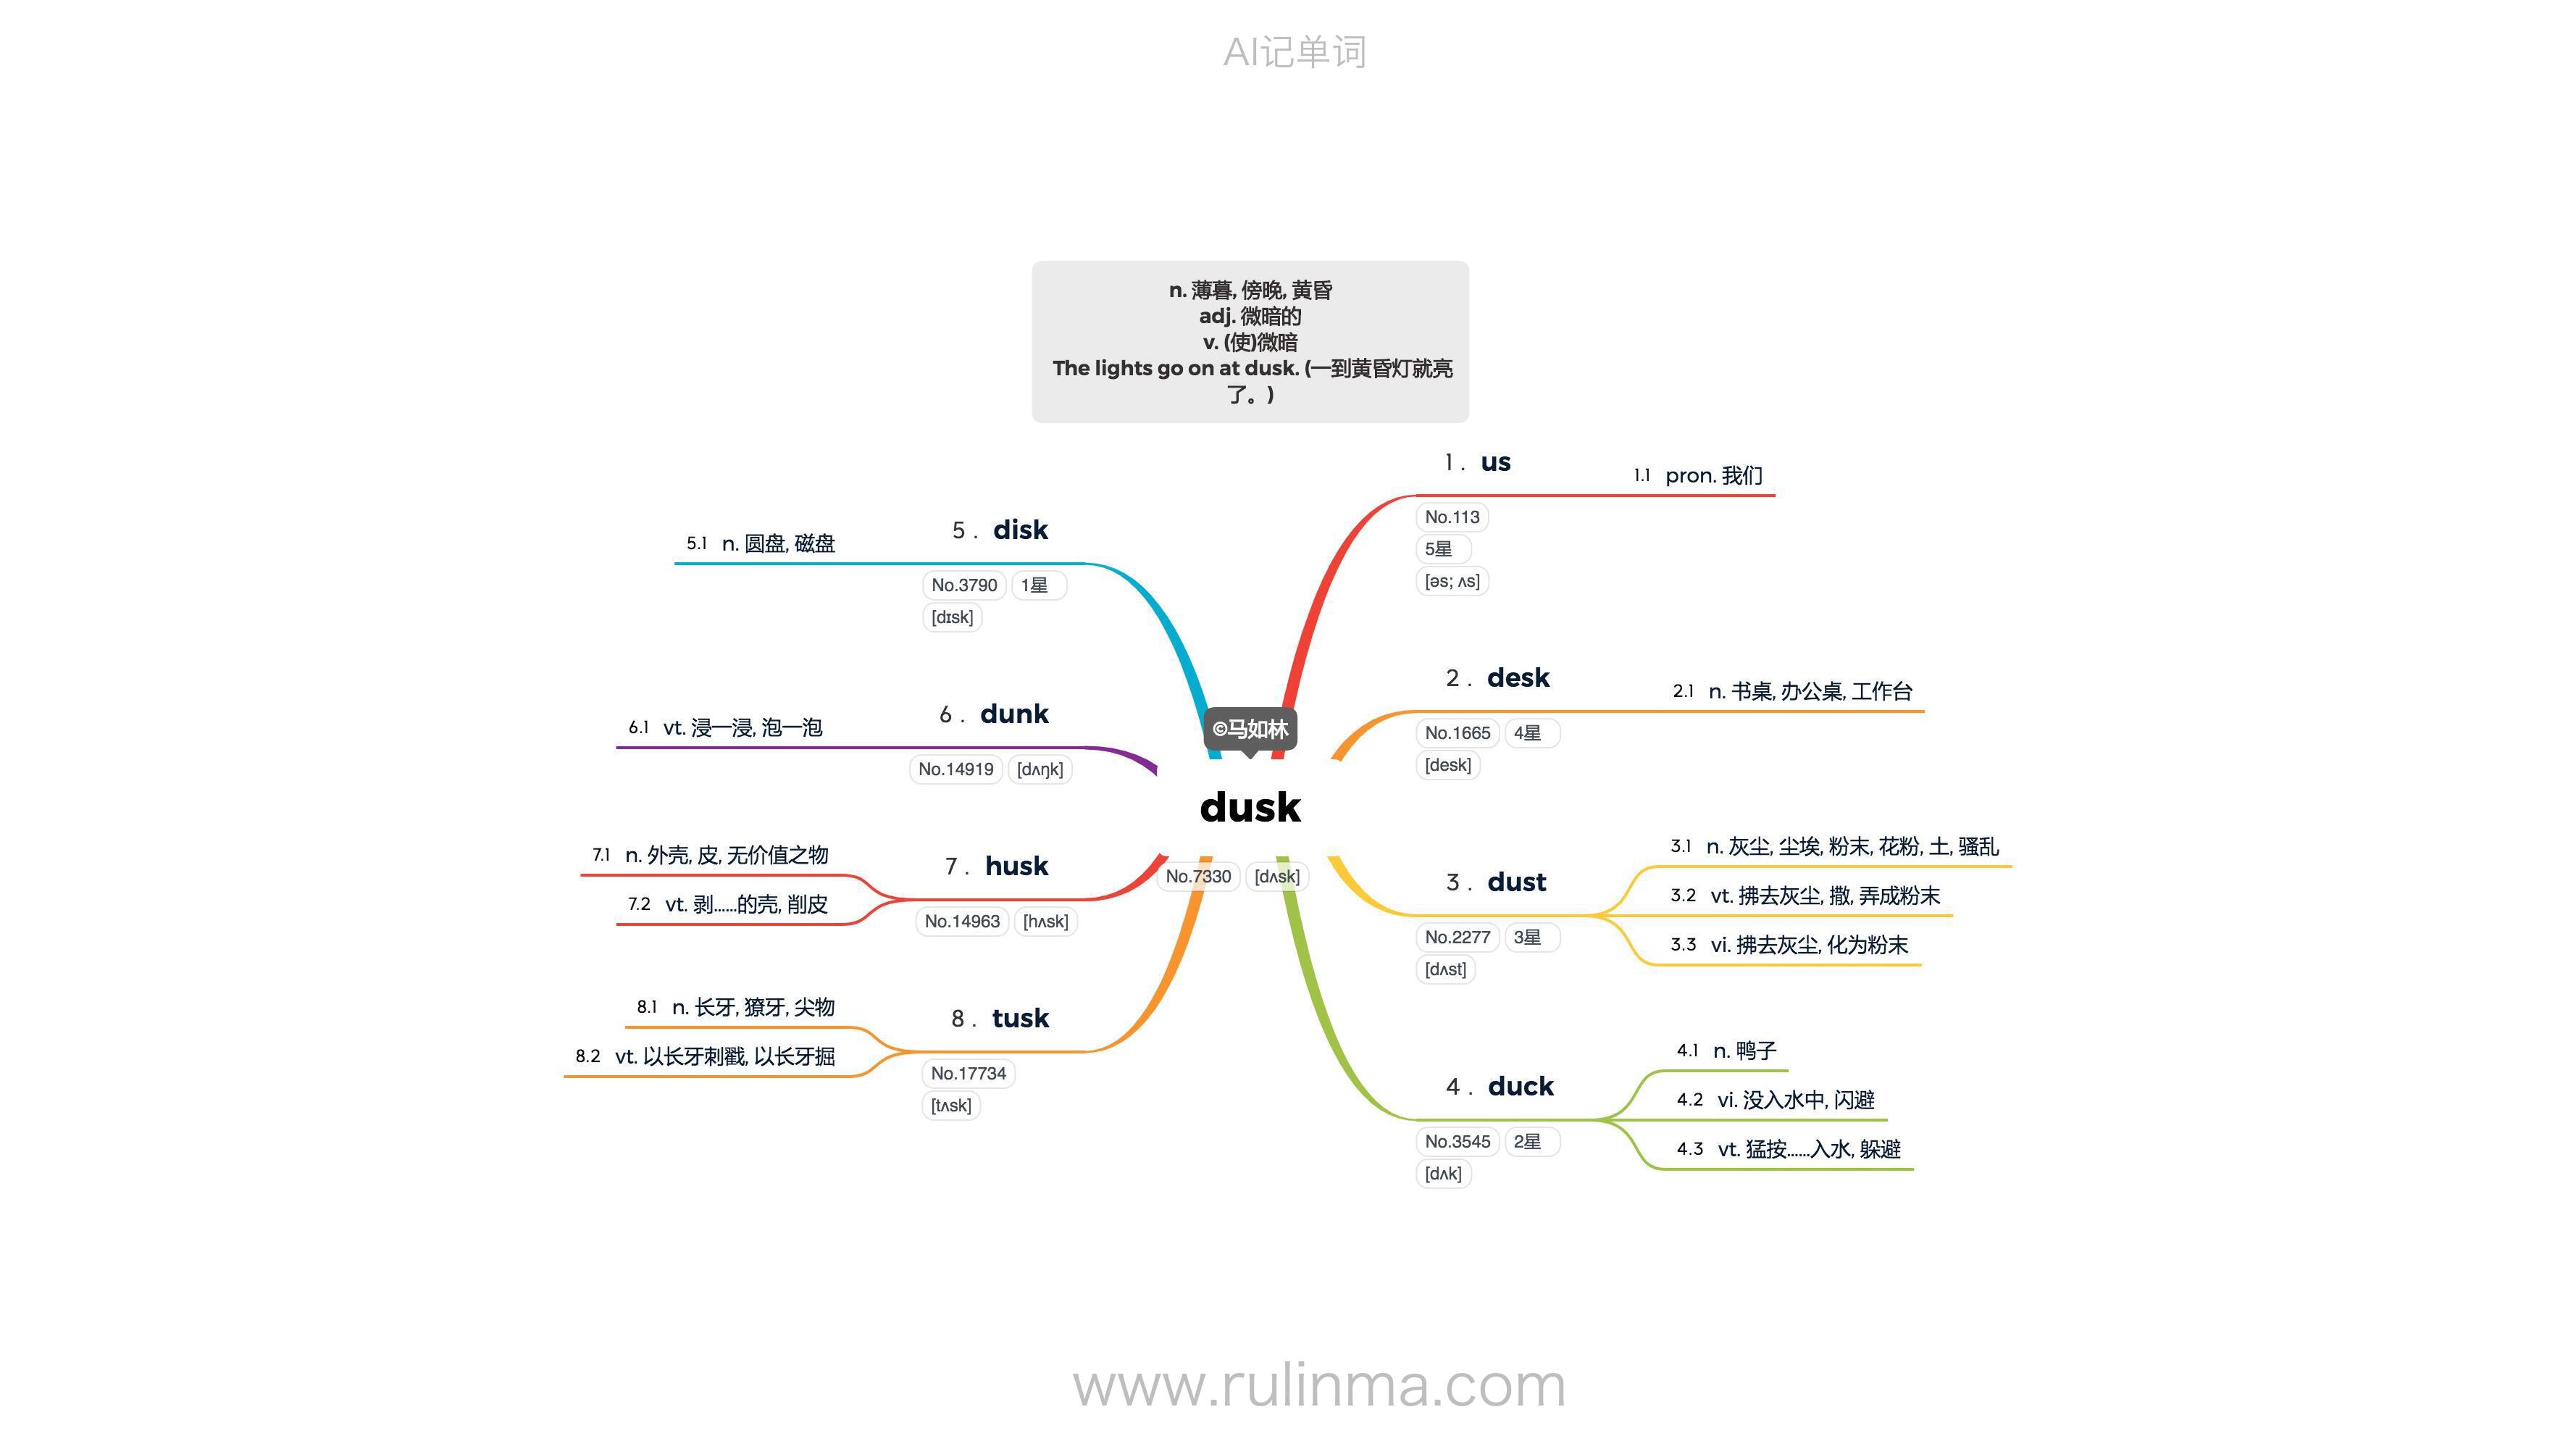 AI记单词
n. 薄暮, 傍晚, 黄昏
adj. 微暗的
v. (使)微暗
The lights go on at dusk. (一到黄昏灯就亮
了。)
©马如林
dusk
No.7330 [dʌsk]
1. us
1.1 pron. 我们
No.113
5星
[əs; ʌs]
2. desk
2.1 n. 书桌, 办公桌, 工作台
No.1665 4星
[desk]
3. dust
3.1 n. 灰尘, 尘埃, 粉末, 花粉, 土, 骚乱
3.2 vt. 拂去灰尘, 撒, 弄成粉末
3.3 vi. 拂去灰尘, 化为粉末
No.2277 3星
[dʌst]
4. duck
4.1 n. 鸭子
4.2 vi. 没入水中, 闪避
4.3 vt. 猛按……入水, 躲避
No.3545 2星
[dʌk]
5. disk
5.1 n. 圆盘, 磁盘
No.3790 1星
[dɪsk]
6. dunk
6.1 vt. 浸一浸, 泡一泡
No.14919 [dʌŋk]
7. husk
7.1 n. 外壳, 皮, 无价值之物
7.2 vt. 剥……的壳, 削皮
No.14963 [hʌsk]
8. tusk
8.1 n. 长牙, 獠牙, 尖物
8.2 vt. 以长牙刺戳, 以长牙掘
No.17734
[tʌsk]
www.rulinma.com